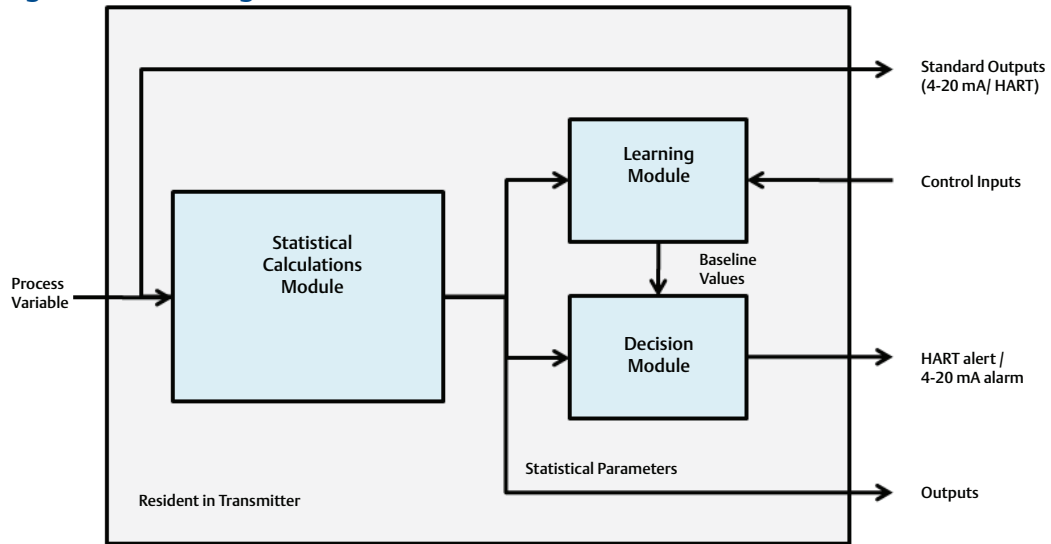 Standard Outputs
(4-20 mA/ HART)
Learning
Module
Control Inputs
Statistical
Calculations
Module
Baseline
Values
Process
Variable
Decision
Module
HART alert /
4-20 mA alarm
Statistical Parameters
Resident in Transmitter
Outputs